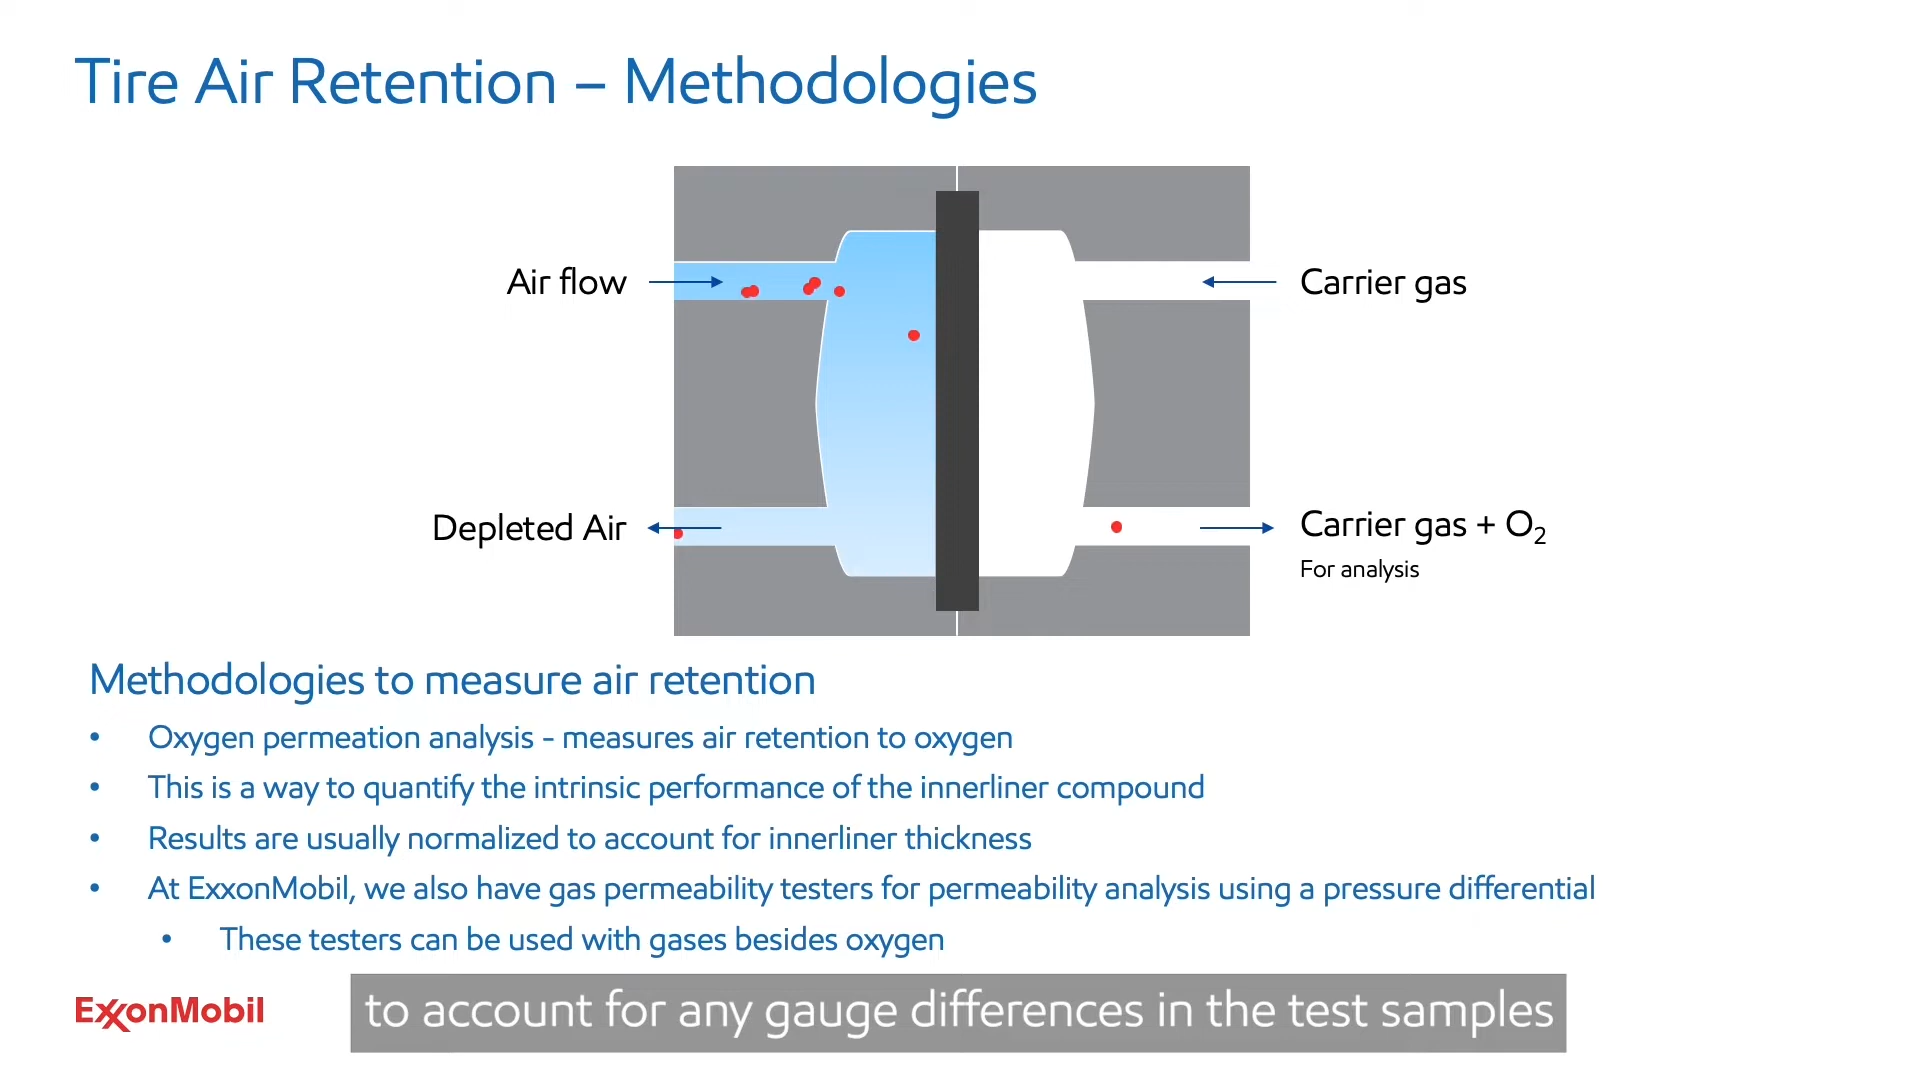 Tire Air Retention – Methodologies
Air flow
Carrier gas
Depleted Air
Carrier gas + O₂
For analysis
Methodologies to measure air retention
• Oxygen permeation analysis - measures air retention to oxygen
• This is a way to quantify the intrinsic performance of the innerliner compound
• Results are usually normalized to account for innerliner thickness
• At ExxonMobil, we also have gas permeability testers for permeability analysis using a pressure differential
• These testers can be used with gases besides oxygen
ExxonMobil
to account for any gauge differences in the test samples